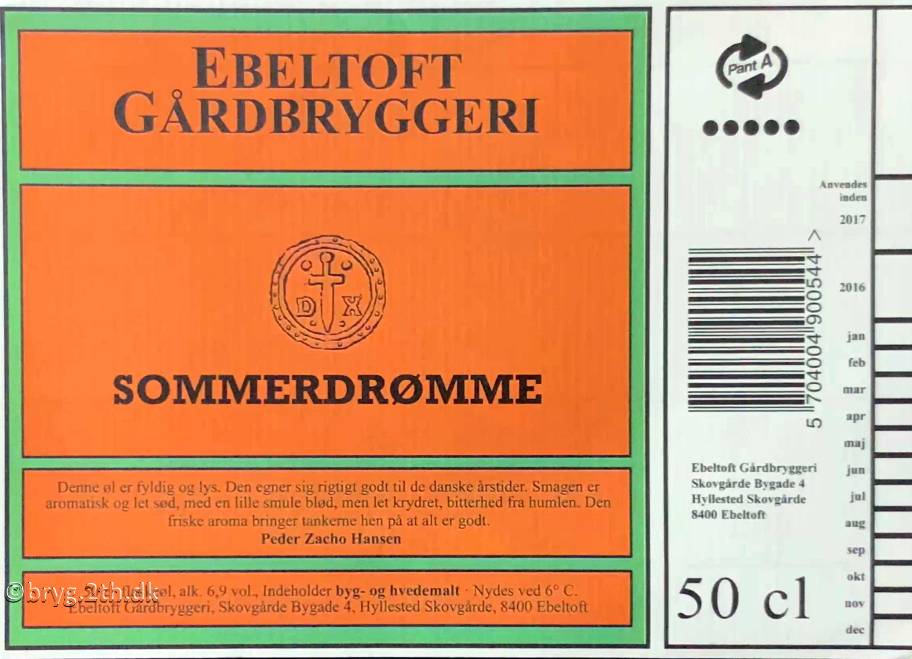 EBELTOFT
GÅRDBRYGGERI
D X
SOMMERDRØMME
Denne øl er fyldig og lys. Den egner sig rigtigt godt til de danske årstider. Smagen er
aromatisk og let sød, med en lille smule blød, men let krydret, bitterhed fra humlen. Den
friske aroma bringer tankerne hen på at alt er godt.
Peder Zacho Hansen
alk. 6,9 vol., Indeholder byg- og hvedemalt · Nydes ved 6° C.
Ebeltoft Gårdbryggeri, Skovgårde Bygade 4, Hyllested Skovgårde, 8400 Ebeltoft
©bryg.2th.dk
Pant A
Anvendes
inden
2017
2016
jan
feb
mar
apr
maj
jun
jul
aug
sep
okt
nov
dec
5 704004 900544 >
Ebeltoft Gårdbryggeri
Skovgårde Bygade 4
Hyllested Skovgårde
8400 Ebeltoft
50 cl